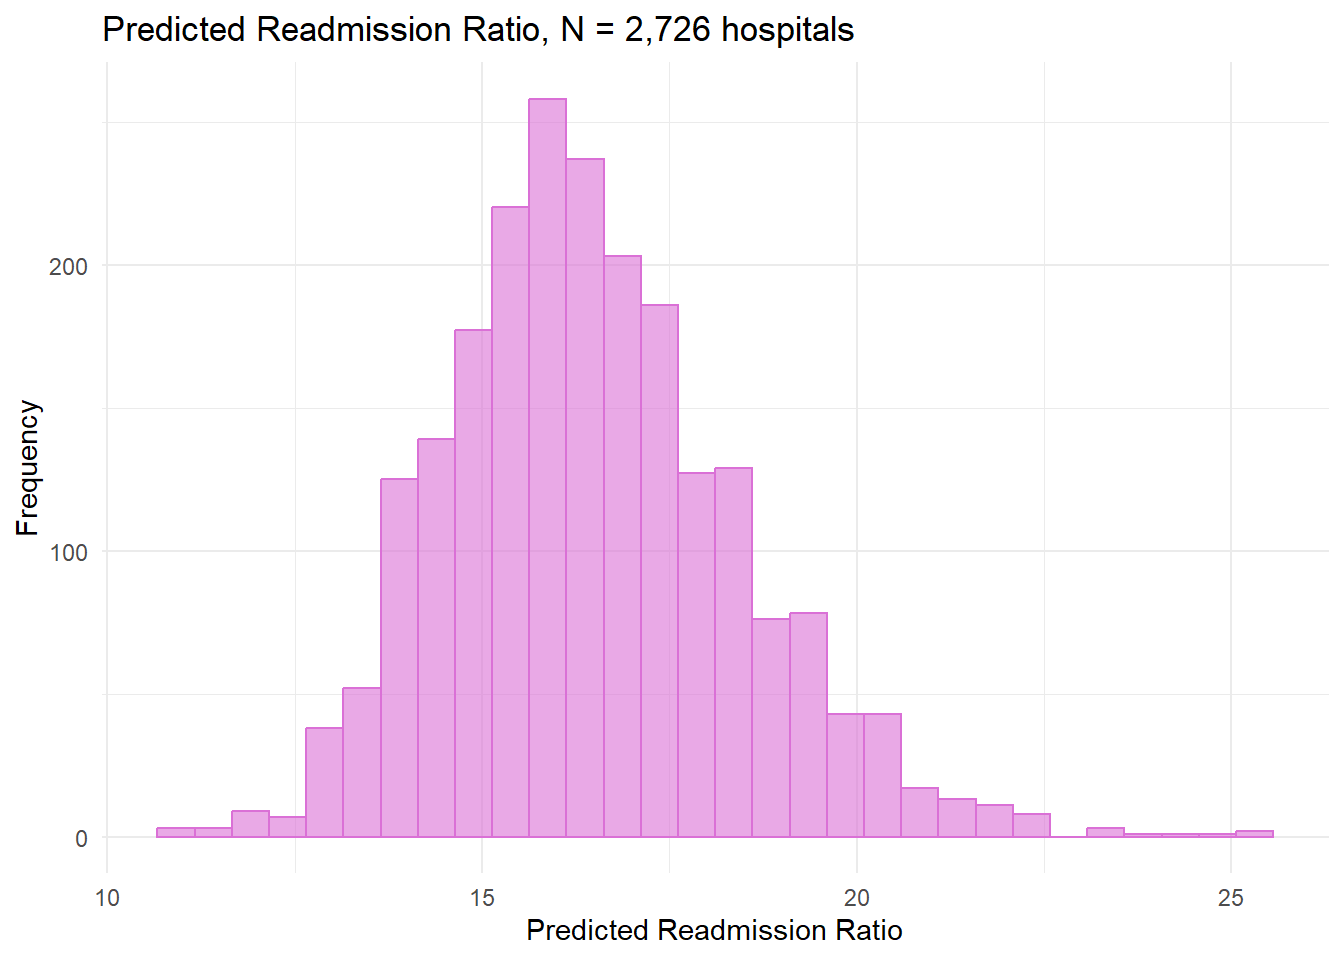 Predicted Readmission Ratio, N = 2,726 hospitals
Frequency
200
100
0
10 15 20 25
Predicted Readmission Ratio